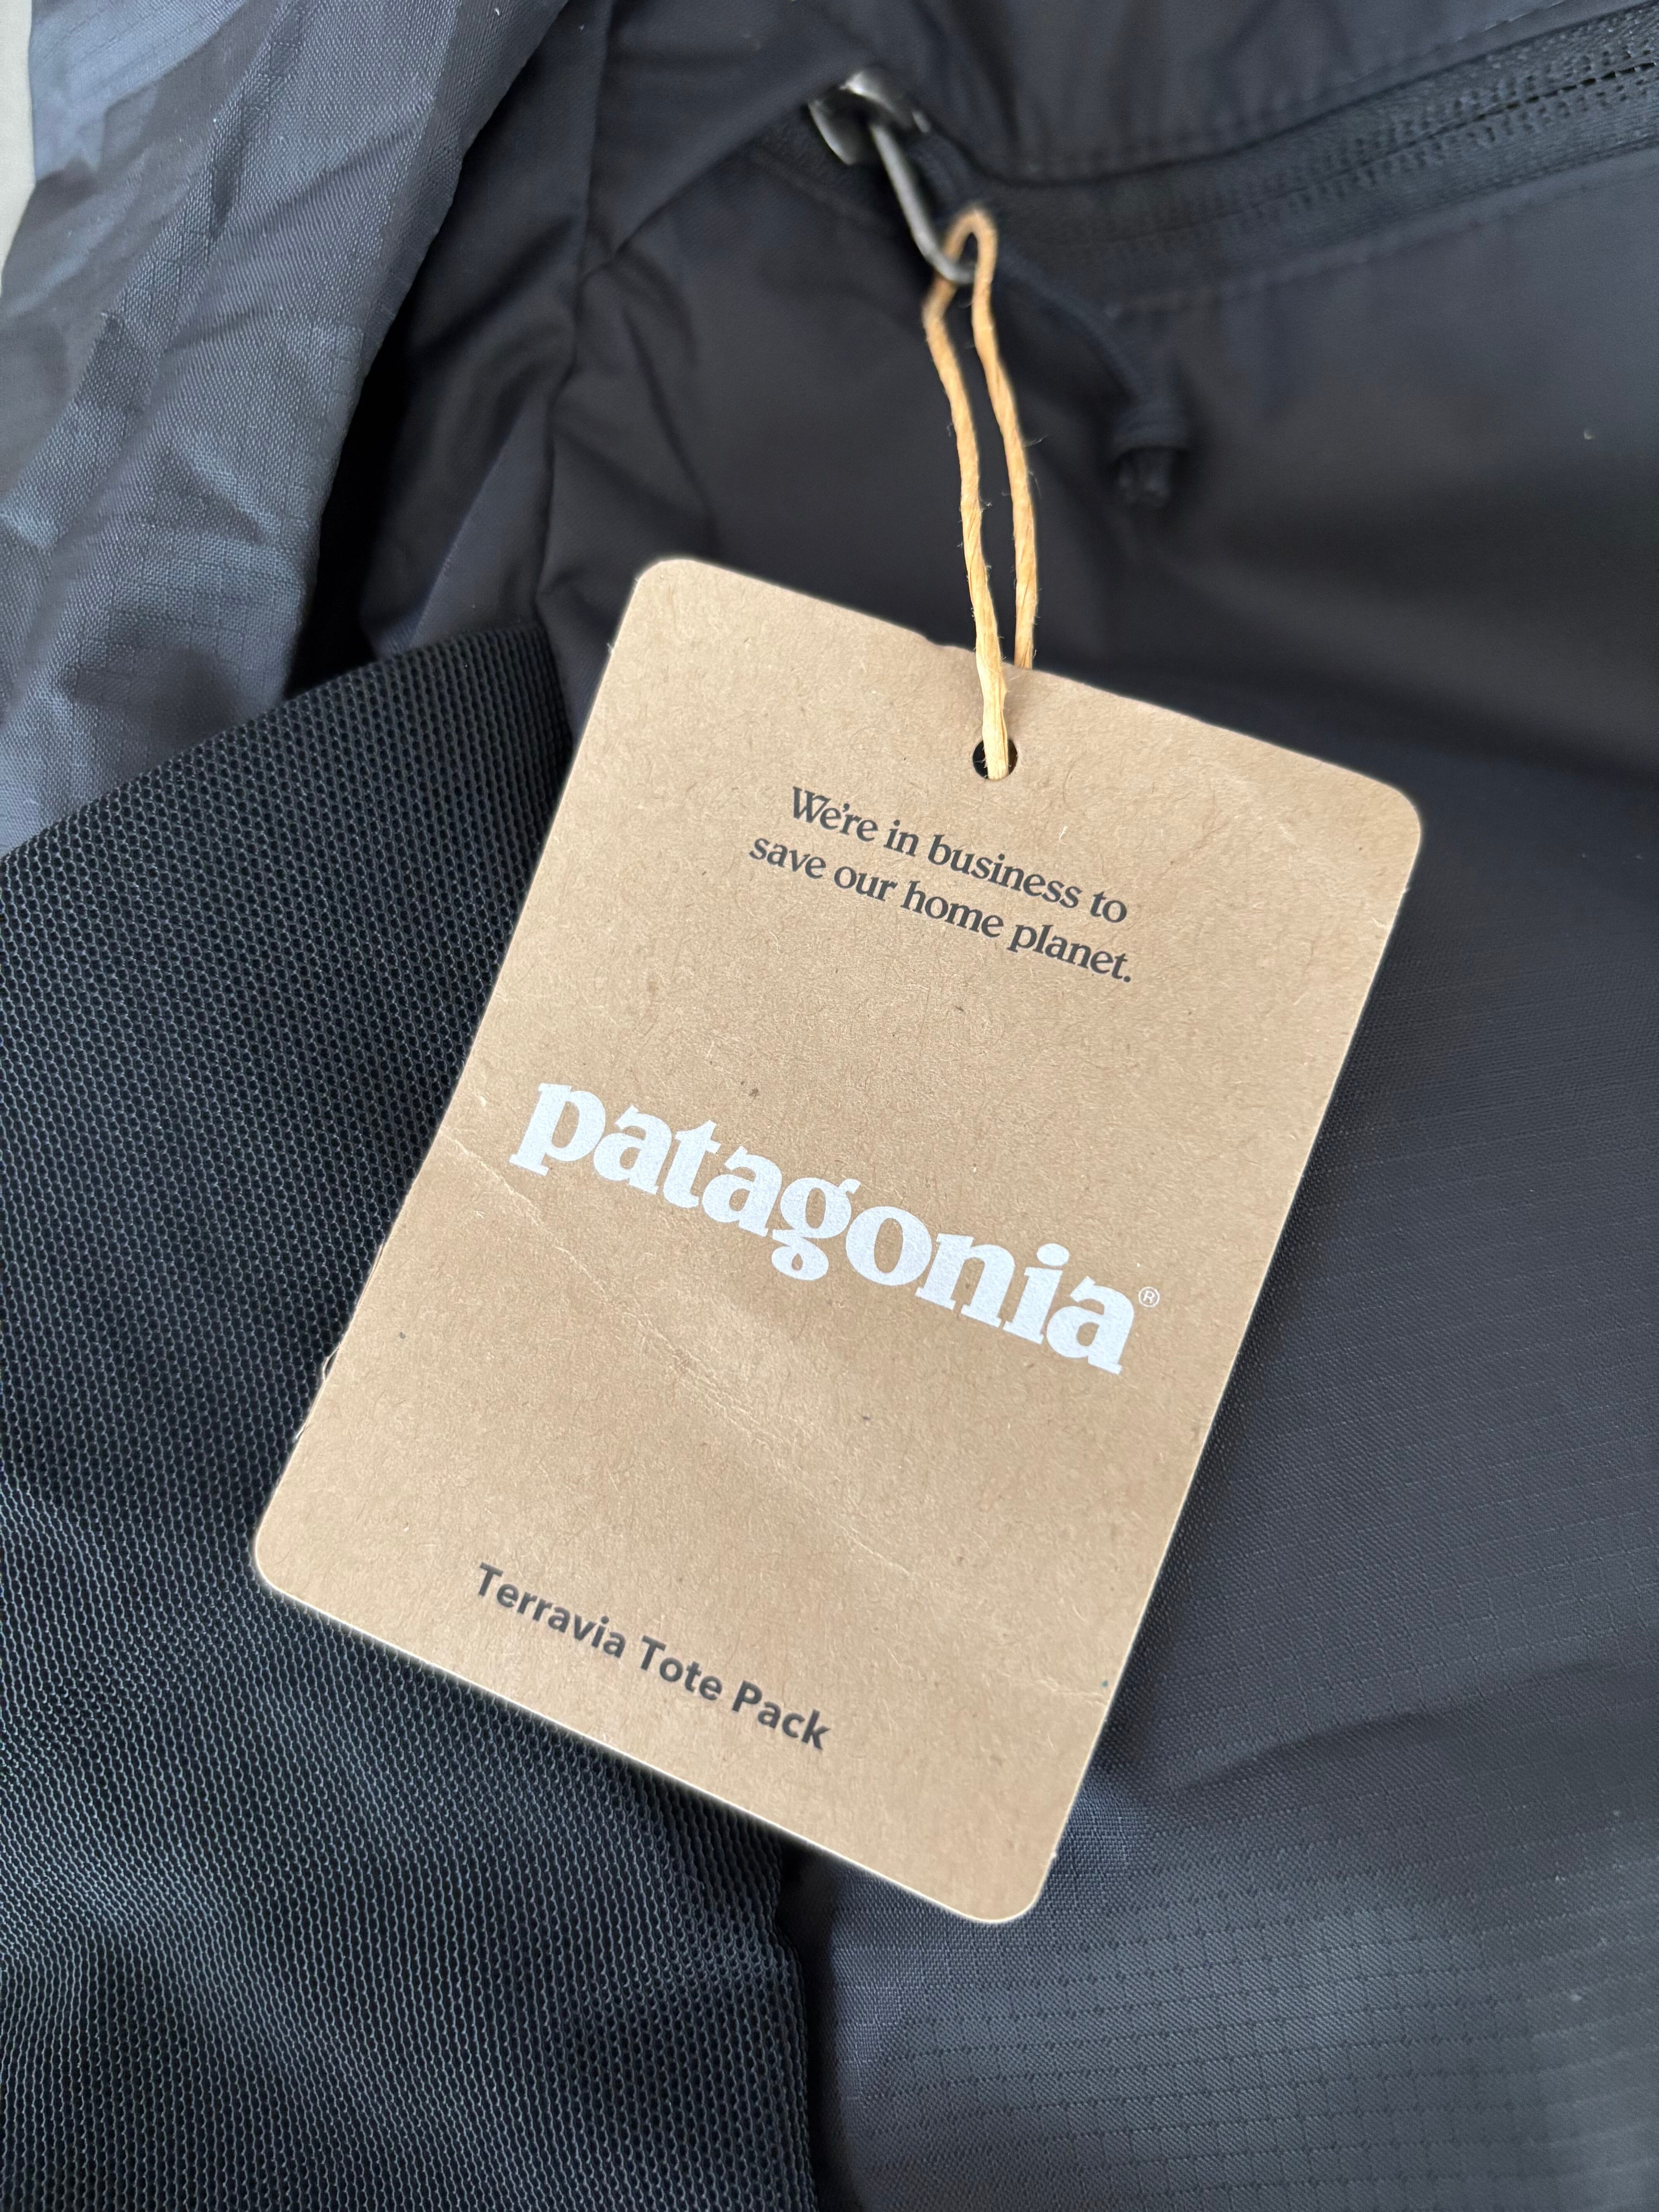 We're in business to
save our home planet.
patagonia®
Terravia Tote Pack